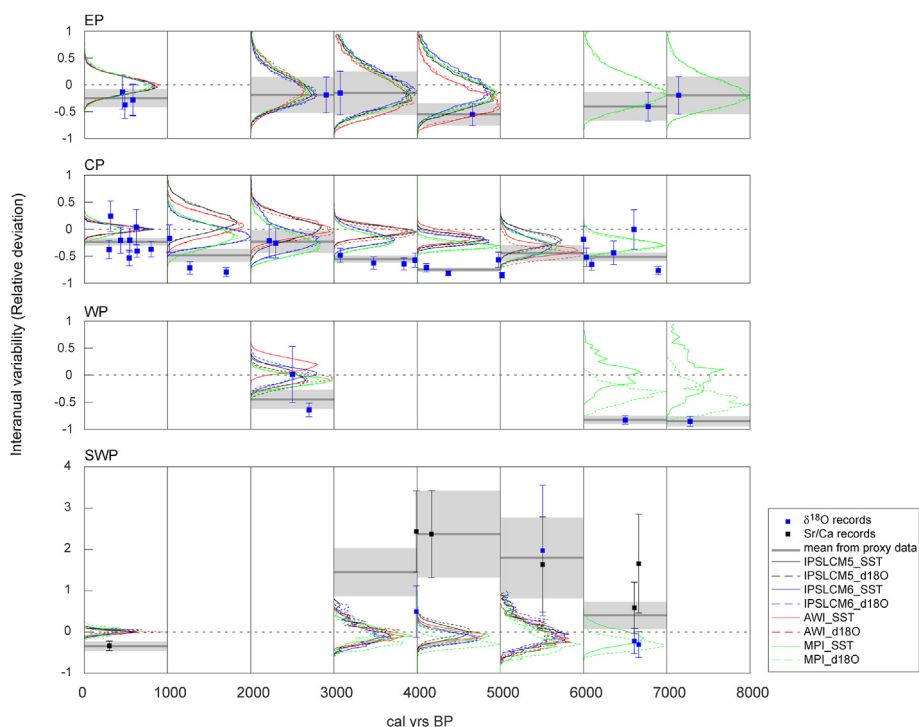 EP
1
0.5
0
-0.5
-1
CP
1
0.5
0
-0.5
-1
WP
1
0.5
0
-0.5
-1
SWP
4
3
2
1
0
-1
Interannual variability (Relative deviation)
0 1000 2000 3000 4000 5000 6000 7000 8000
cal yrs BP
δ18O records
Sr/Ca records
mean from proxy data
IPSLCM5_SST
IPSLCM5_d18O
IPSLCM6_SST
IPSLCM6_d18O
AWI_SST
AWI_d18O
MPI_SST
MPI_d18O